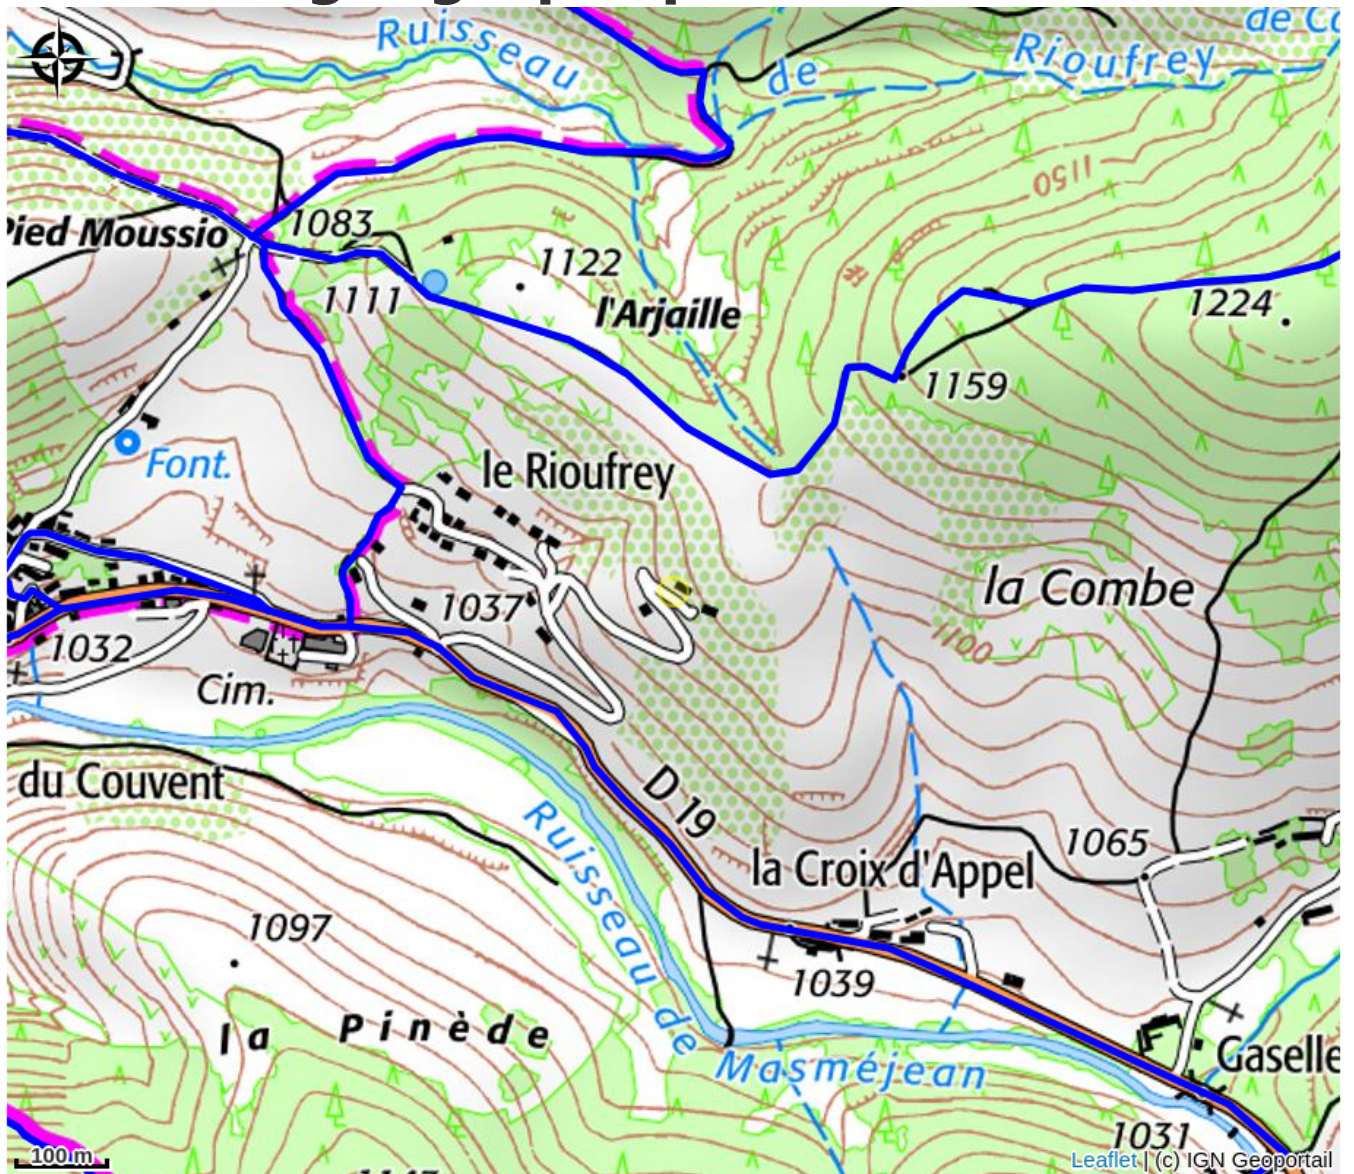 de
Ruisseau
de
Rioufrey
1150
1083
Pied Moussio
1122
1111
l'Arjaille
1224
1159
Font.
le Rioufrey
la Combe
1037
1100
1032
Cim.
du Couvent
D 19
Ruisseau de Masméjean
1065
la Croix d'Appel
1097
1039
la Pinède
Gaselle
1031
100 m
Leaflet | (c) IGN Geoportail